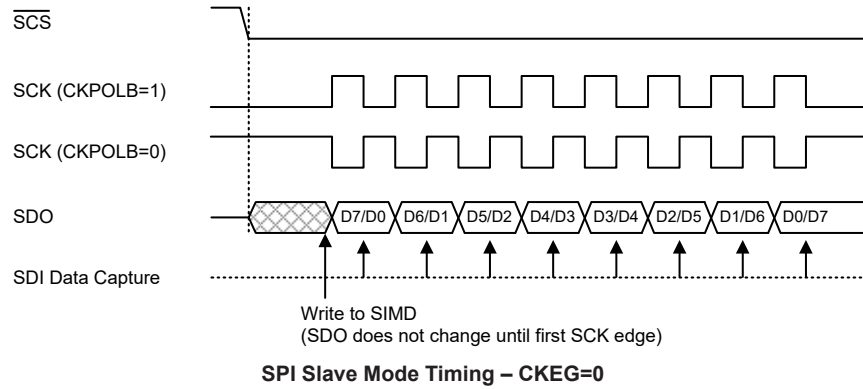 SCS
SCK (CKPOLB=1)
SCK (CKPOLB=0)
SDO
D7/D0 D6/D1 D5/D2 D4/D3 D3/D4 D2/D5 D1/D6 D0/D7
SDI Data Capture
Write to SIMD
(SDO does not change until first SCK edge)
SPI Slave Mode Timing – CKEG=0